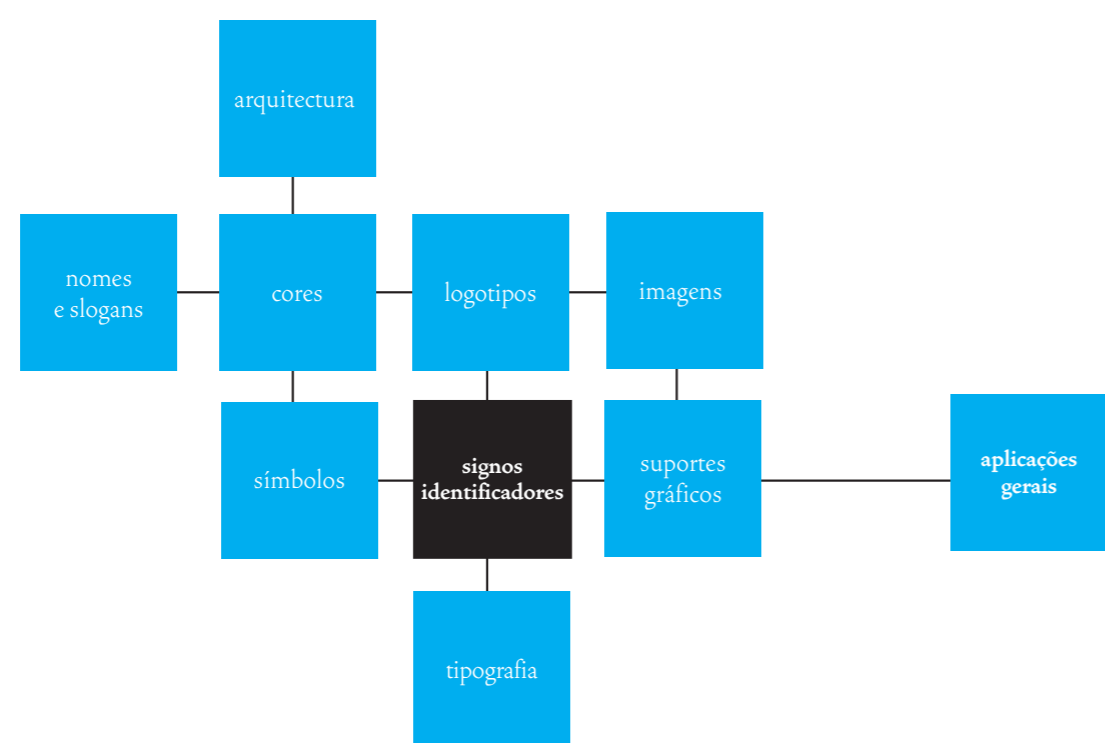 arquitectura
nomes
e slogans
cores
logotipos
imagens
símbolos
signos
identificadores
suportes
gráficos
aplicações
gerais
tipografia